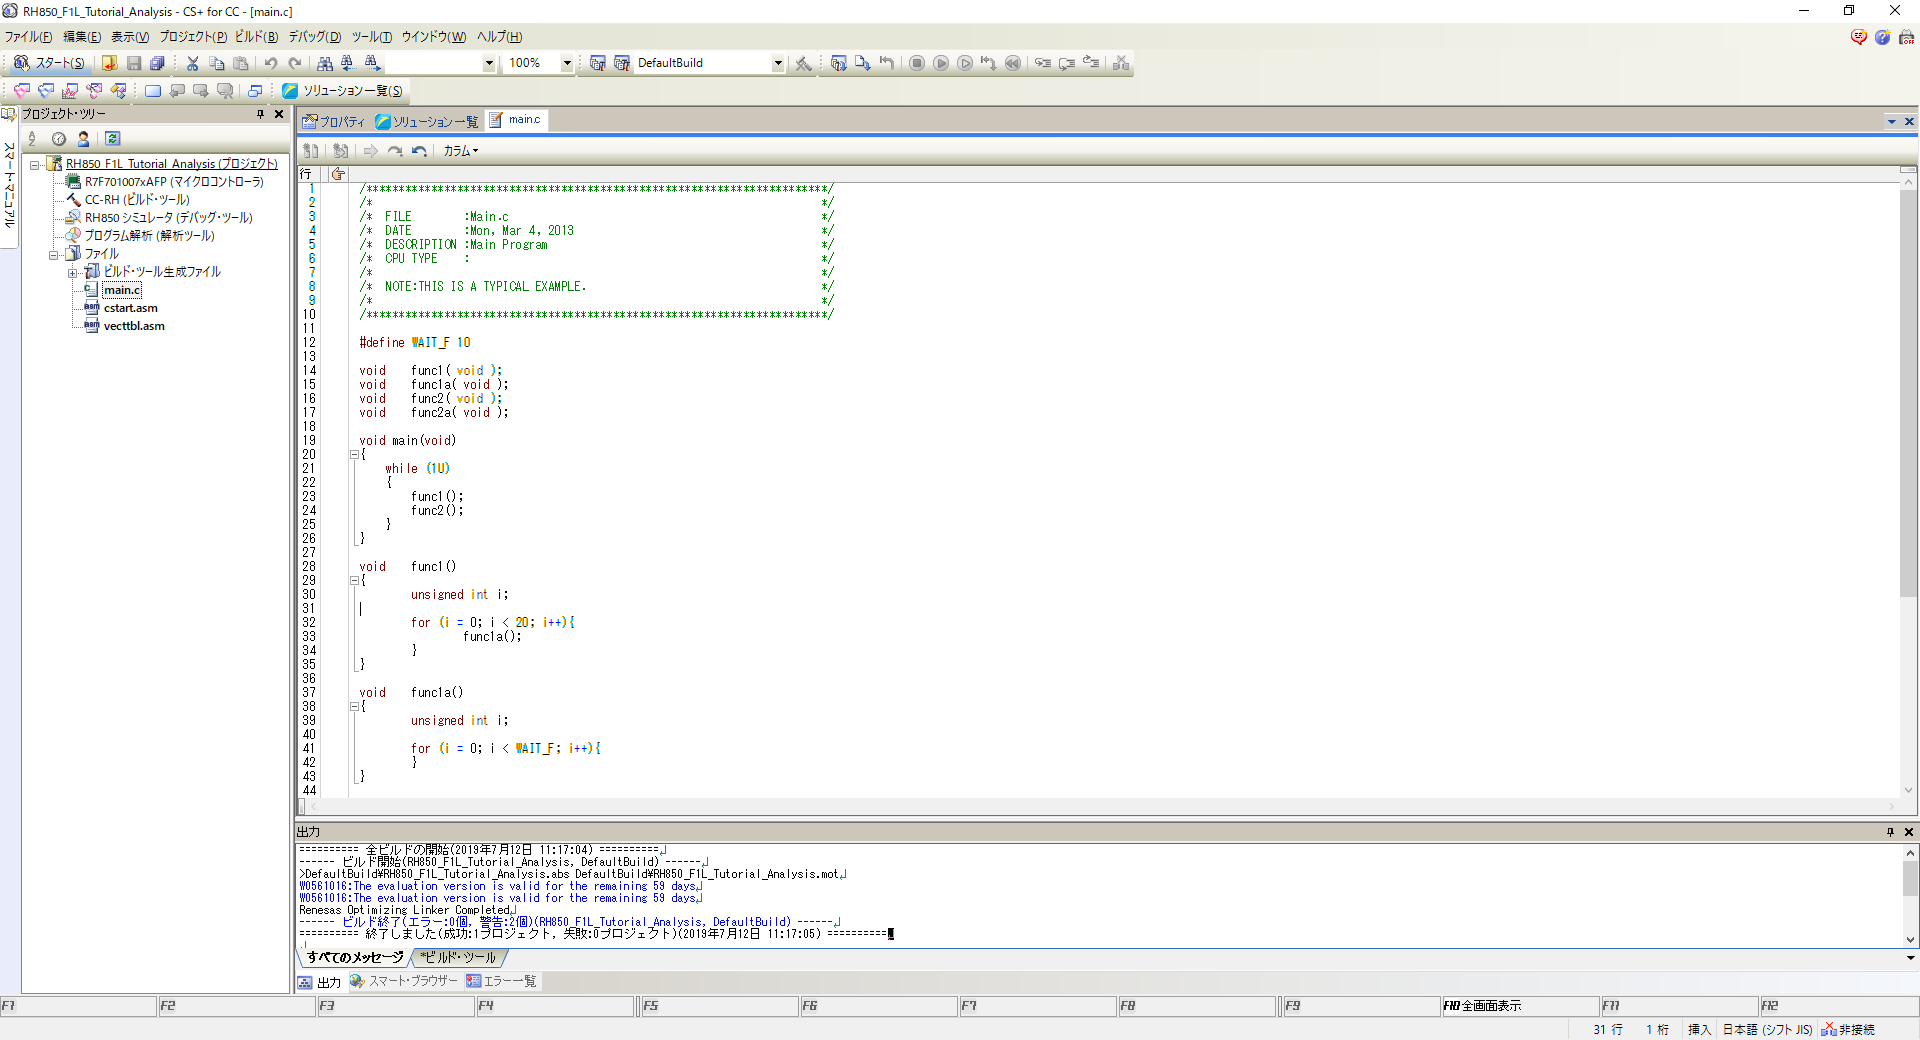 RH850_F1L_Tutorial_Analysis - CS+ for CC - [main.c]
ファイル(F) 編集(E) 表示(V) プロジェクト(P) ビルド(B) デバッグ(D) ツール(T) ウインドウ(W) ヘルプ(H)
スタート(S) 100% DefaultBuild
ソリューション一覧(S)
スマート・マニュアル
プロジェクト・ツリー
RH850_F1L_Tutorial_Analysis (プロジェクト)
R7F701007xAFP (マイクロコントローラ)
CC-RH (ビルド・ツール)
RH850 シミュレータ (デバッグ・ツール)
プログラム解析 (解析ツール)
ファイル
ビルド・ツール生成ファイル
main.c
cstart.asm
vecttbl.asm
プロパティ ソリューション一覧 main.c
カラム
行
1 /***********************************************************************/
2 /* */
3 /* FILE :Main.c */
4 /* DATE :Mon, Mar 4, 2013 */
5 /* DESCRIPTION :Main Program */
6 /* CPU TYPE : */
7 /* */
8 /* NOTE:THIS IS A TYPICAL EXAMPLE. */
9 /* */
10 /***********************************************************************/
11
12 #define WAIT_F 10
13
14 void func1( void );
15 void func1a( void );
16 void func2( void );
17 void func2a( void );
18
19 void main(void)
20 {
21 while (1U)
22 {
23 func1();
24 func2();
25 }
26 }
27
28 void func1()
29 {
30 unsigned int i;
31
32 for (i = 0; i < 20; i++){
33 func1a();
34 }
35 }
36
37 void func1a()
38 {
39 unsigned int i;
40
41 for (i = 0; i < WAIT_F; i++){
42 }
43 }
44
出力
========== 全ビルドの開始(2019年7月12日 11:17:04) ==========
------ ビルド開始(RH850_F1L_Tutorial_Analysis, DefaultBuild) ------
>DefaultBuild¥RH850_F1L_Tutorial_Analysis.abs DefaultBuild¥RH850_F1L_Tutorial_Analysis.mot
W0561016:The evaluation version is valid for the remaining 59 days
W0561016:The evaluation version is valid for the remaining 59 days
Renesas Optimizing Linker Completed
------ ビルド終了(エラー:0個, 警告:2個)(RH850_F1L_Tutorial_Analysis, DefaultBuild) ------
========== 終了しました(成功:1プロジェクト, 失敗:0プロジェクト)(2019年7月12日 11:17:05) ==========
すべてのメッセージ *ビルド・ツール
出力 スマート・ブラウザー エラー一覧
F1 F2 F3 F4 F5 F6 F7 F8 F9 F10 全画面表示 F11 F12
31 行 1 桁 挿入 日本語 (シフト JIS) 非接続